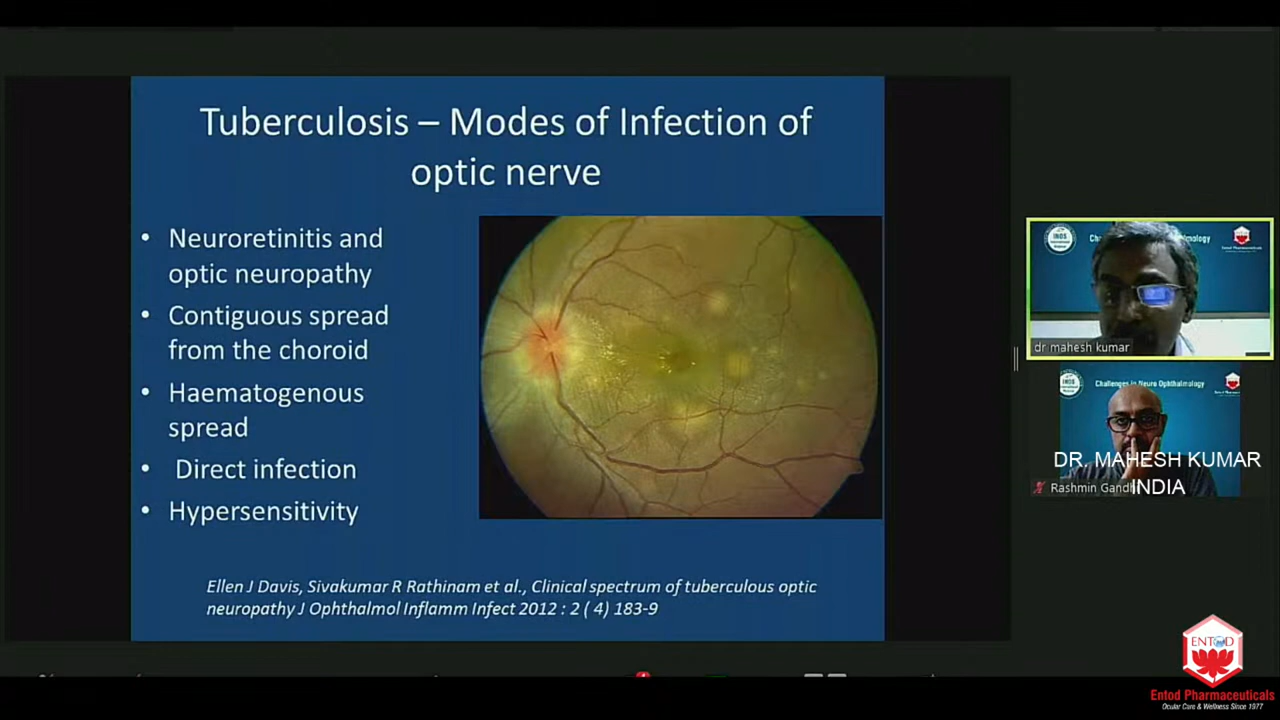 Tuberculosis – Modes of Infection of
optic nerve
• Neuroretinitis and
optic neuropathy
• Contiguous spread
from the choroid
• Haematogenous
spread
• Direct infection
• Hypersensitivity
Ellen J Davis, Sivakumar R Rathinam et al., Clinical spectrum of tuberculous optic
neuropathy J Ophthalmol Inflamm Infect 2012 : 2 ( 4) 183-9
INOS
dr mahesh kumar
INOS
Challenges in Neuro Ophthalmology
DR. MAHESH KUMAR
INDIA
Rashmin Gandhi
ENTOD
Entod Pharmaceuticals
Ocular Care & Wellness Since 1977